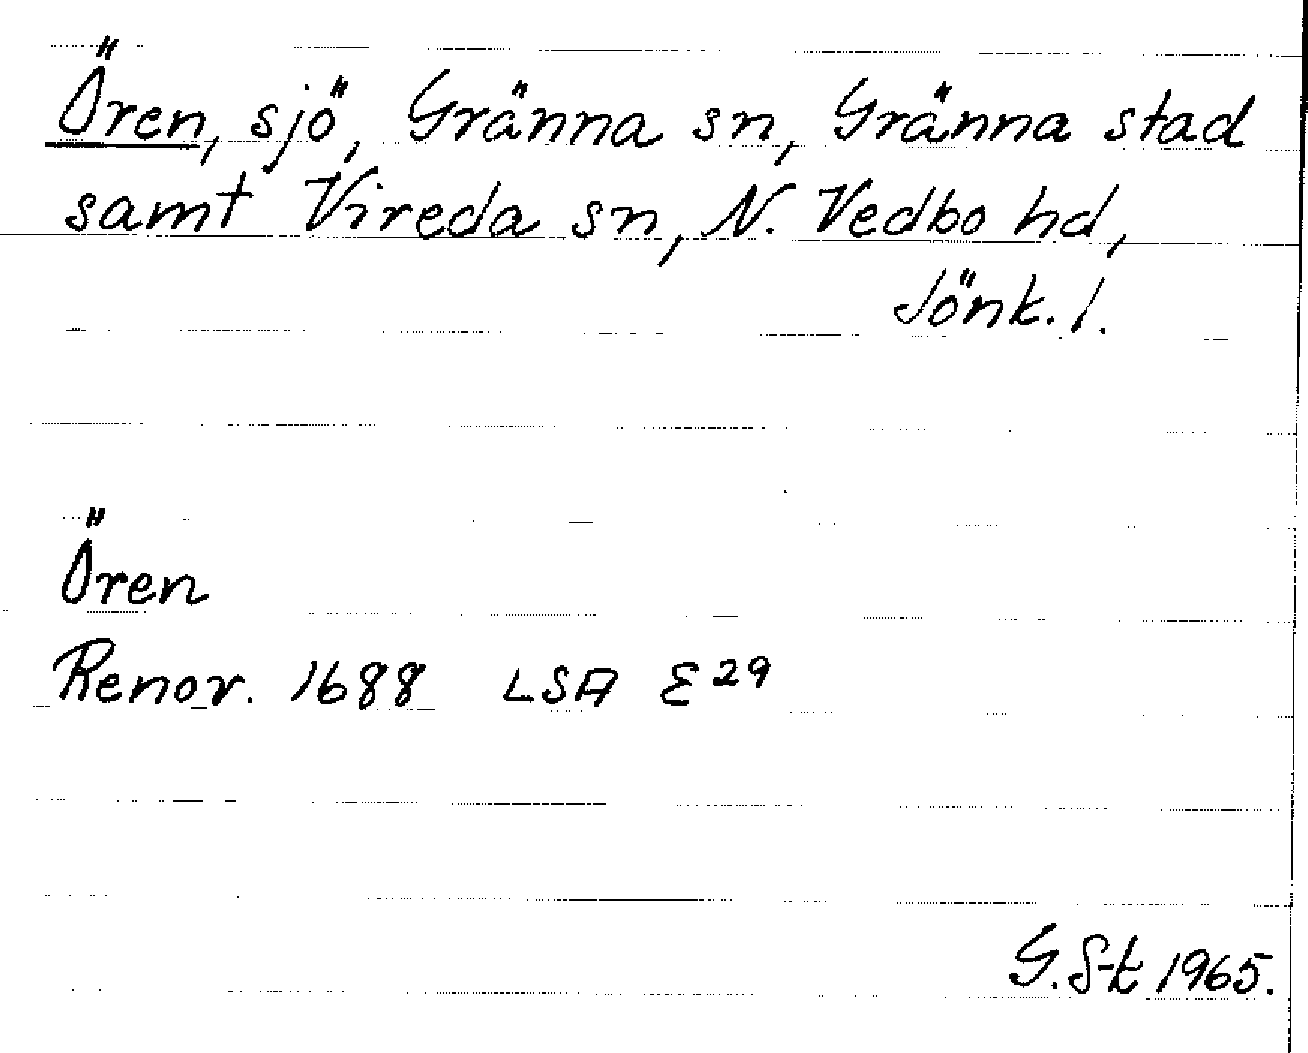 Ören, sjö, Gränna sn, Gränna stad
samt Vireda sn, N. Vedbo hd,
Jönk. l.
Ören
Renov. 1688 LSA E29
G. S-k 1965.